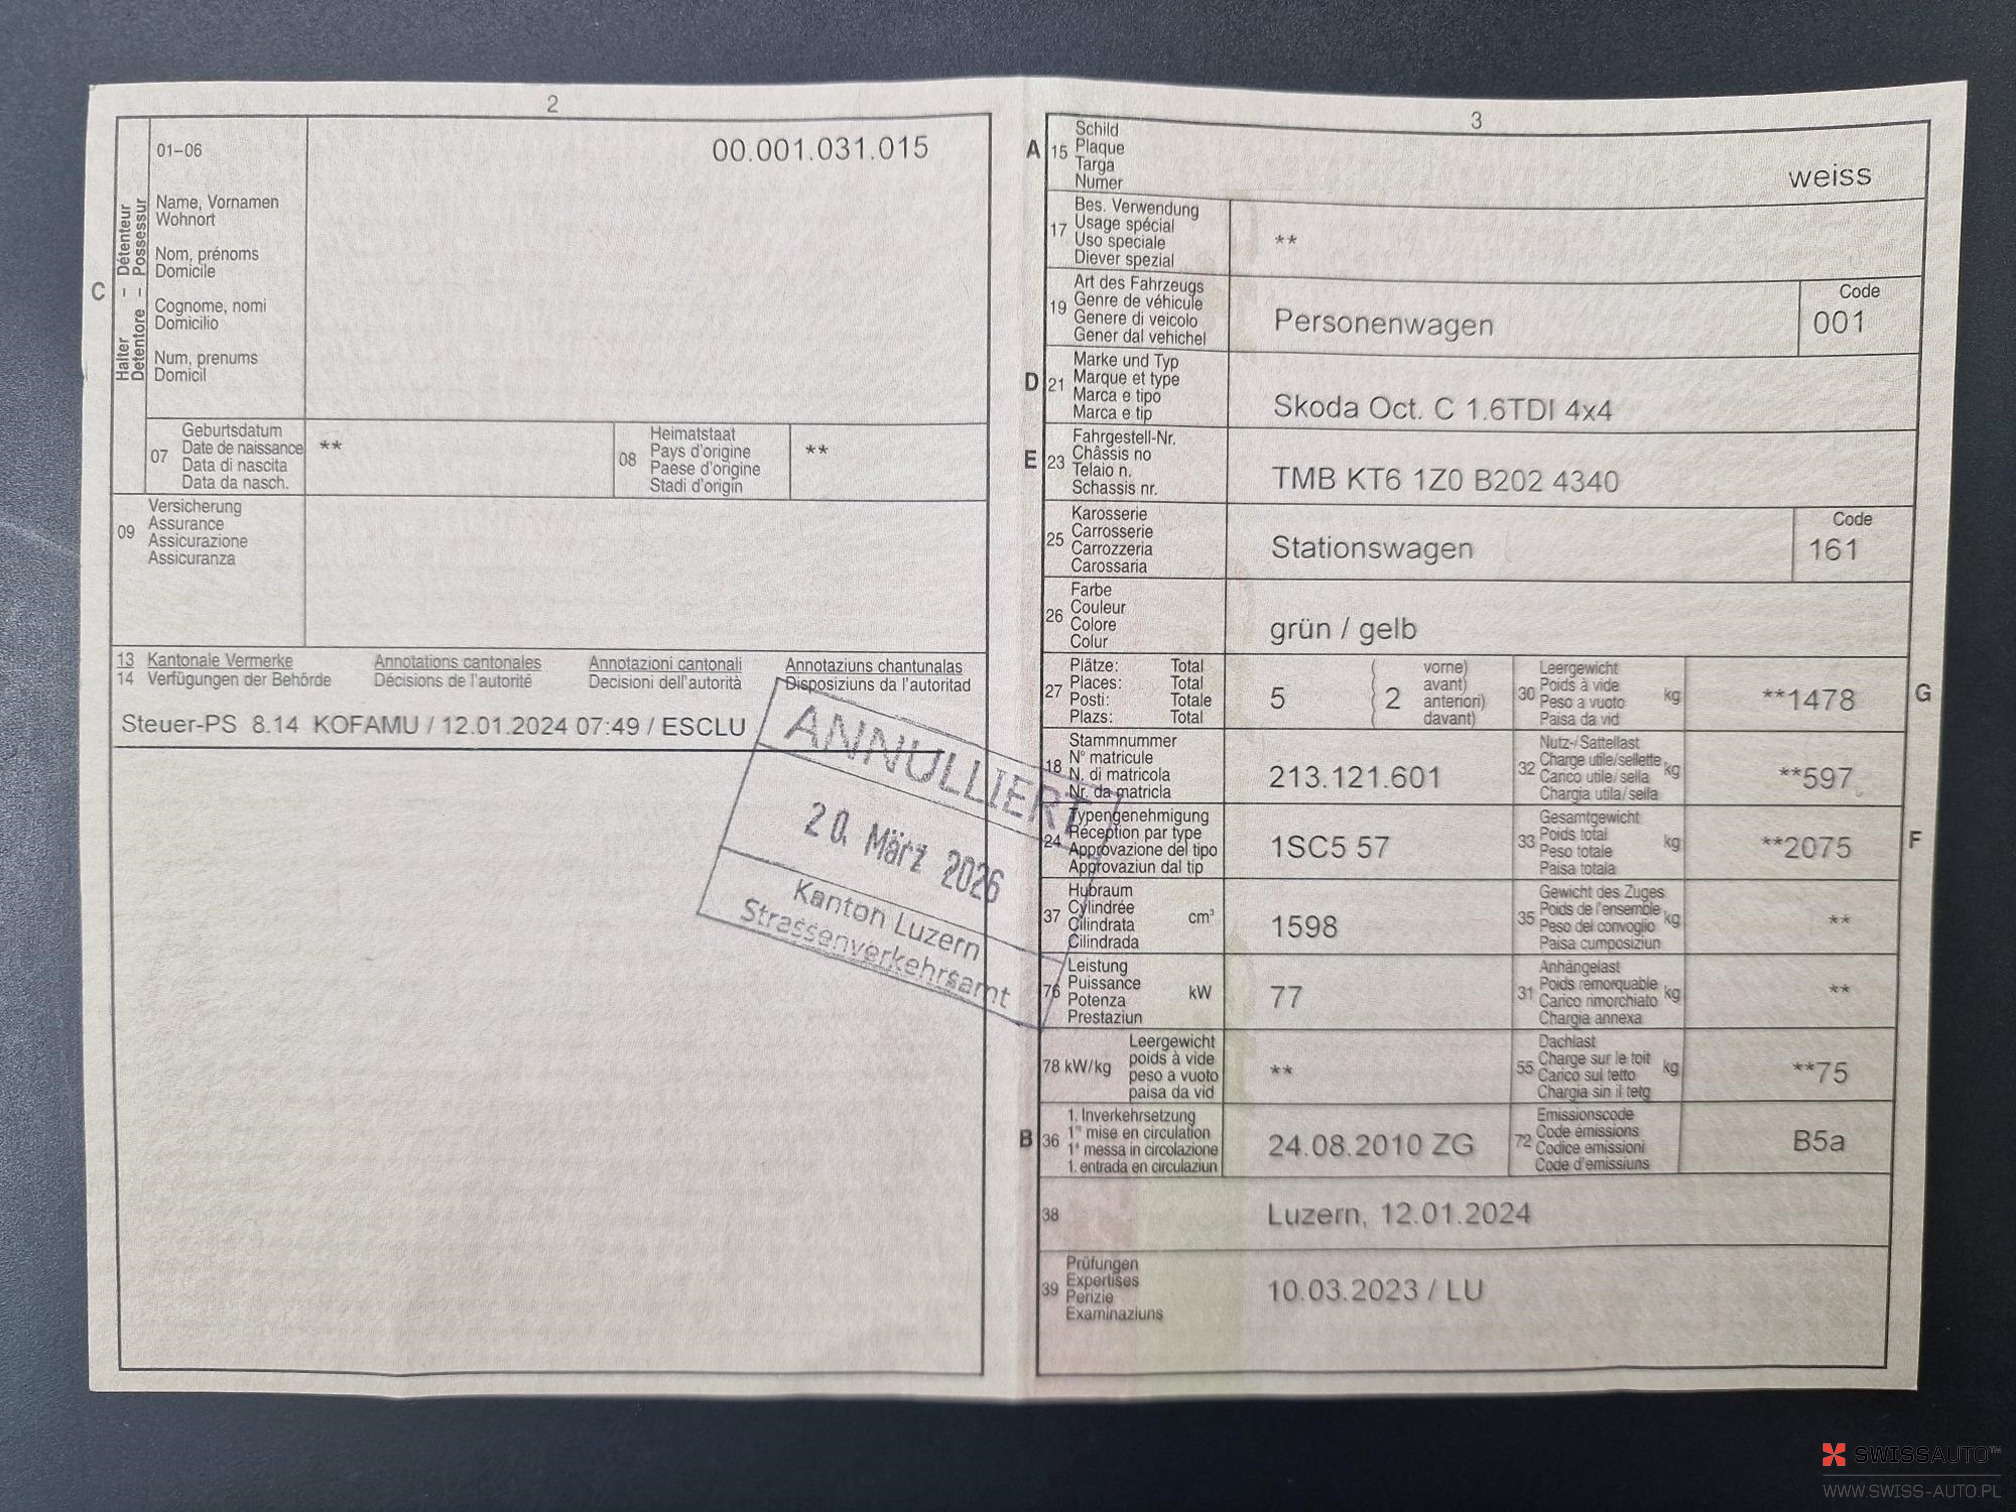 2
01-06
00.001.031.015
Halter – Détenteur
Detentore – Possessur
C
Name, Vornamen
Wohnort
Nom, prénoms
Domicile
Cognome, nomi
Domicilio
Num, prenums
Domicil
07
Geburtsdatum
Date de naissance
Data di nascita
Data da nasch.
**
08
Heimatstaat
Pays d'origine
Paese d'origine
Stadi d'origin
**
09
Versicherung
Assurance
Assicurazione
Assicuranza
13 Kantonale Vermerke Annotations cantonales Annotazioni cantonali Annotaziuns chantunalas
14 Verfügungen der Behörde Décisions de l'autorité Decisioni dell'autorità Disposiziuns da l'autoritad
Steuer-PS 8.14 KOFAMU / 12.01.2024 07:49 / ESCLU
ANNULLIERT
20. März 2026
Kanton Luzern
Strassenverkehrsamt
3
A 15
Schild
Plaque
Targa
Numer
weiss
17
Bes. Verwendung
Usage spécial
Uso speciale
Diever spezial
**
19
Art des Fahrzeugs
Genre de véhicule
Genere di veicolo
Gener dal vehichel
Personenwagen
Code
001
D 21
Marke und Typ
Marque et type
Marca e tipo
Marca e tip
Skoda Oct. C 1.6TDI 4x4
E 23
Fahrgestell-Nr.
Châssis no
Telaio n.
Schassis nr.
TMB KT6 1Z0 B202 4340
25
Karosserie
Carrosserie
Carrozzeria
Carossaria
Stationswagen
Code
161
26
Farbe
Couleur
Colore
Colur
grün / gelb
27
Plätze: Total
Places: Total
Posti: Totale
Plazs: Total
5
2
vorne)
avant)
anteriori)
davant)
30
Leergewicht
Poids à vide
Peso a vuoto
Paisa da vid
kg
**1478
G
18
Stammnummer
N° matricule
N. di matricola
Nr. da matricla
213.121.601
32
Nutz-/Sattellast
Charge utile/sellette
Carico utile/sella
Chargia utila/sella
kg
**597
24
Typengenehmigung
Réception par type
Approvazione del tipo
Approvaziun dal tip
1SC5 57
33
Gesamtgewicht
Poids total
Peso totale
Paisa totala
kg
**2075
F
37
Hubraum
Cylindrée
Cilindrata
Cilindrada
cm³
1598
35
Gewicht des Zuges
Poids de l'ensemble
Peso del convoglio
Paisa cumposiziun
kg
**
76
Leistung
Puissance
Potenza
Prestaziun
kW
77
31
Anhängelast
Poids remorquable
Carico rimorchiato
Chargia annexa
kg
**
78 kW/kg
Leergewicht
poids à vide
peso a vuoto
paisa da vid
**
55
Dachlast
Charge sur le toit
Carico sul tetto
Chargia sin il tetg
kg
**75
B 36
1. Inverkehrsetzung
1re mise en circulation
1a messa in circolazione
1. entrada en circulaziun
24.08.2010 ZG
72
Emissionscode
Code émissions
Codice emissioni
Code d'emissiuns
B5a
38
Luzern, 12.01.2024
39
Prüfungen
Expertises
Perizie
Examinaziuns
10.03.2023 / LU
SWISSAUTO™
WWW.SWISS-AUTO.PL